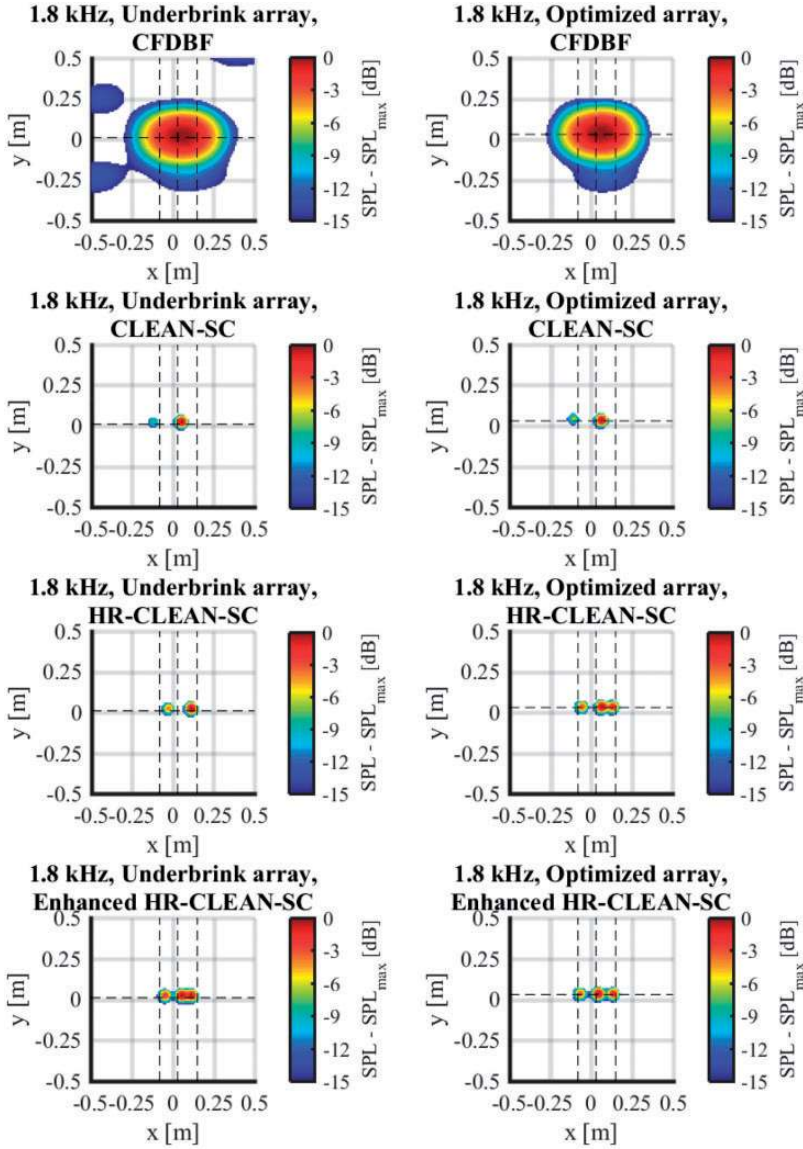 1.8 kHz, Underbrink array,
CFDBF
0.5
0.25
0
-0.25
-0.5
y [m]
-0.5-0.25 0 0.25 0.5
x [m]
0
-3
-6
-9
-12
-15
SPL - SPLmax [dB]
1.8 kHz, Optimized array,
CFDBF
0.5
0.25
0
-0.25
-0.5
y [m]
-0.5-0.25 0 0.25 0.5
x [m]
0
-3
-6
-9
-12
-15
SPL - SPLmax [dB]
1.8 kHz, Underbrink array,
CLEAN-SC
0.5
0.25
0
-0.25
-0.5
y [m]
-0.5-0.25 0 0.25 0.5
x [m]
0
-3
-6
-9
-12
-15
SPL - SPLmax [dB]
1.8 kHz, Optimized array,
CLEAN-SC
0.5
0.25
0
-0.25
-0.5
y [m]
-0.5-0.25 0 0.25 0.5
x [m]
0
-3
-6
-9
-12
-15
SPL - SPLmax [dB]
1.8 kHz, Underbrink array,
HR-CLEAN-SC
0.5
0.25
0
-0.25
-0.5
y [m]
-0.5-0.25 0 0.25 0.5
x [m]
0
-3
-6
-9
-12
-15
SPL - SPLmax [dB]
1.8 kHz, Optimized array,
HR-CLEAN-SC
0.5
0.25
0
-0.25
-0.5
y [m]
-0.5-0.25 0 0.25 0.5
x [m]
0
-3
-6
-9
-12
-15
SPL - SPLmax [dB]
1.8 kHz, Underbrink array,
Enhanced HR-CLEAN-SC
0.5
0.25
0
-0.25
-0.5
y [m]
-0.5-0.25 0 0.25 0.5
x [m]
0
-3
-6
-9
-12
-15
SPL - SPLmax [dB]
1.8 kHz, Optimized array,
Enhanced HR-CLEAN-SC
0.5
0.25
0
-0.25
-0.5
y [m]
-0.5-0.25 0 0.25 0.5
x [m]
0
-3
-6
-9
-12
-15
SPL - SPLmax [dB]